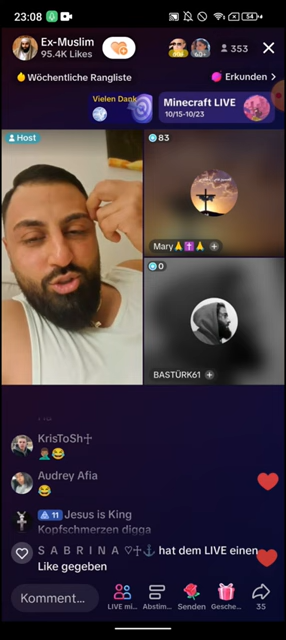 23:08
54
Ex-Muslim
95.4K Likes
353
Wöchentliche Rangliste
Erkunden >
Vielen Dank
Minecraft LIVE
10/15-10/23
Host
83
Mary🙏✝️🙏
0
BASTÜRK61
KrisToSh☥
😂
Audrey Afia
😂
11 Jesus is King
Kopfschmerzen digga
S A B R I N A ♡☥⚓ hat dem LIVE einen
Like gegeben
Komment...
LIVE mi...
Abstim...
Senden
Gesche...
35